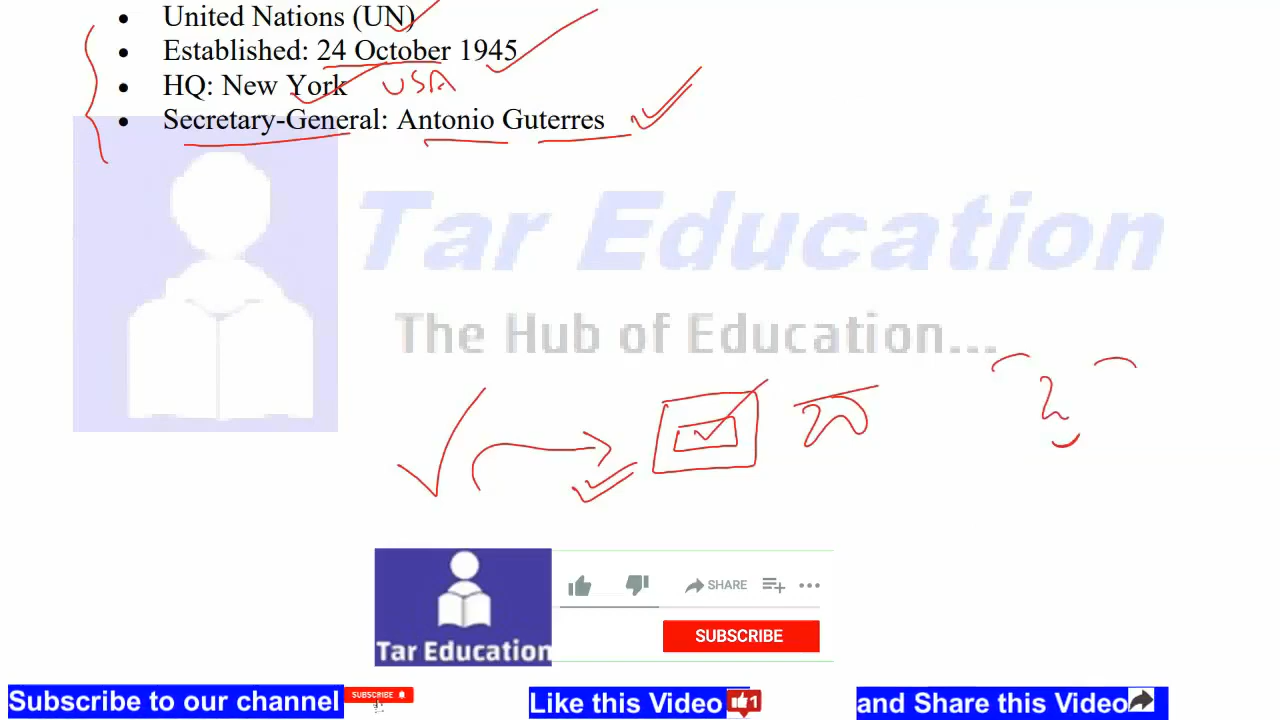 • United Nations (UN)
• Established: 24 October 1945
• HQ: New York USA
• Secretary-General: Antonio Guterres
Tar Education
The Hub of Education...
Tar Education
SHARE
SUBSCRIBE
Subscribe to our channel
SUBSCRIBE
Like this Video
1
and Share this Video